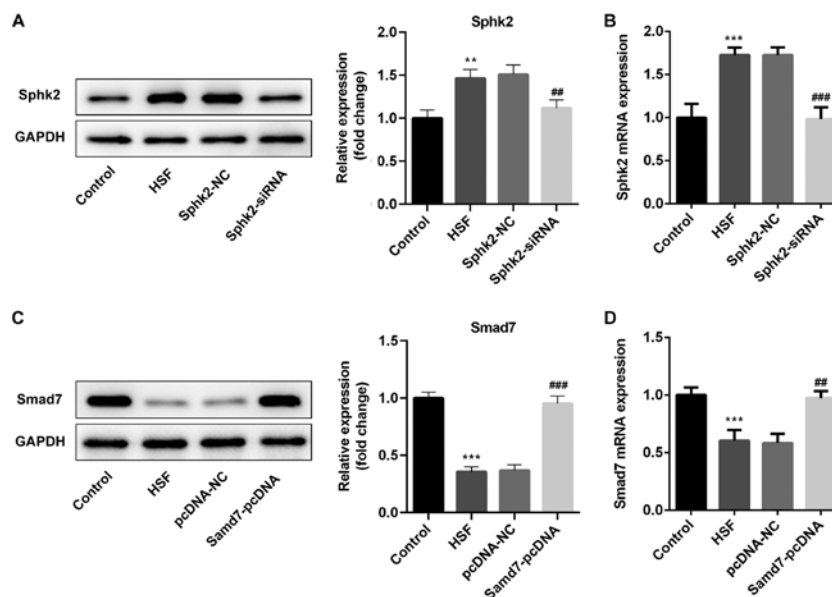 A
Sphk2
GAPDH
Control
HSF
Sphk2-NC
Sphk2-siRNA
Sphk2
Relative expression
(fold change)
2.0
1.5
1.0
0.5
0.0
**
##
Control
HSF
Sphk2-NC
Sphk2-siRNA
B
Sphk2 mRNA expression
2.0
1.5
1.0
0.5
0.0
***
###
Control
HSF
Sphk2-NC
Sphk2-siRNA
C
Smad7
GAPDH
Control
HSF
pcDNA-NC
Samd7-pcDNA
Smad7
Relative expression
(fold change)
1.5
1.0
0.5
0.0
***
###
Control
HSF
pcDNA-NC
Samd7-pcDNA
D
Smad7 mRNA expression
1.5
1.0
0.5
0.0
***
##
Control
HSF
pcDNA-NC
Samd7-pcDNA